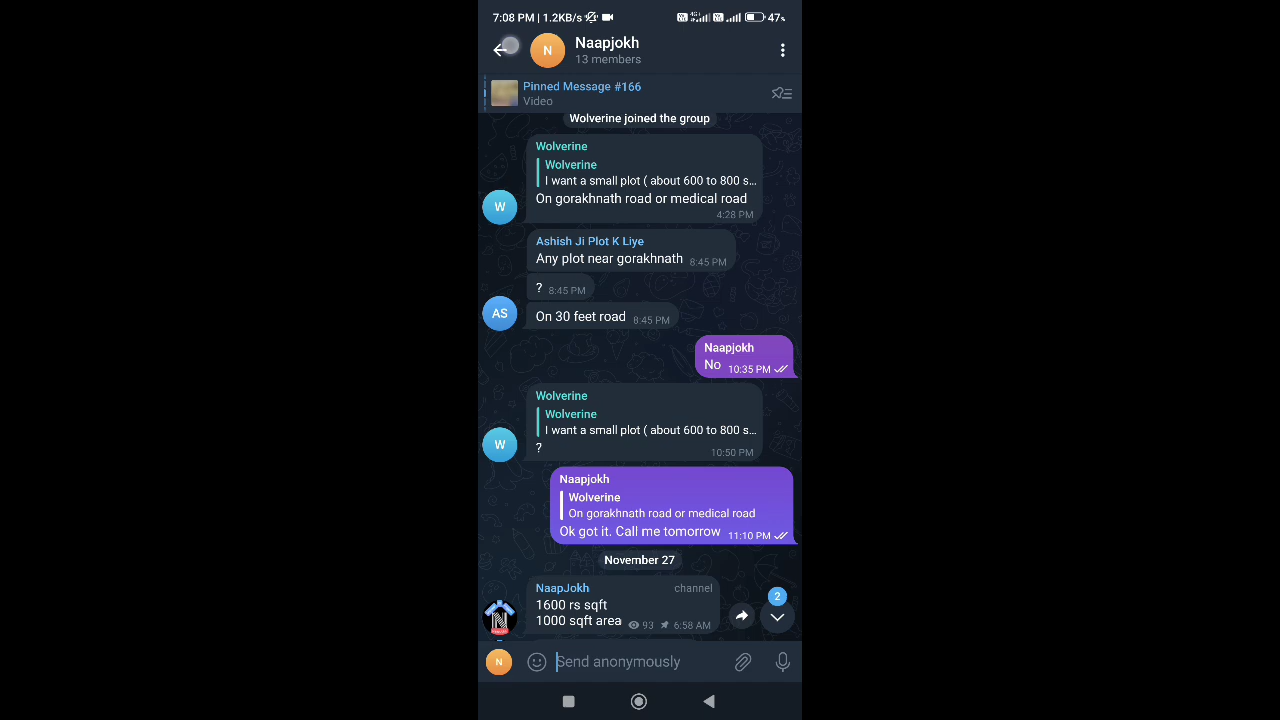 7:08 PM | 1.2KB/s
4G+
47%
N
Naapjokh
13 members
Pinned Message #166
Video
Wolverine joined the group
Wolverine
Wolverine
I want a small plot ( about 600 to 800 s...
On gorakhnath road or medical road
4:28 PM
W
Ashish Ji Plot K Liye
Any plot near gorakhnath 8:45 PM
? 8:45 PM
On 30 feet road 8:45 PM
AS
Naapjokh
No 10:35 PM
Wolverine
Wolverine
I want a small plot ( about 600 to 800 s...
? 10:50 PM
W
Naapjokh
Wolverine
On gorakhnath road or medical road
Ok got it. Call me tomorrow 11:10 PM
November 27
NaapJokh channel
1600 rs sqft
1000 sqft area 93 6:58 AM
2
N
Send anonymously